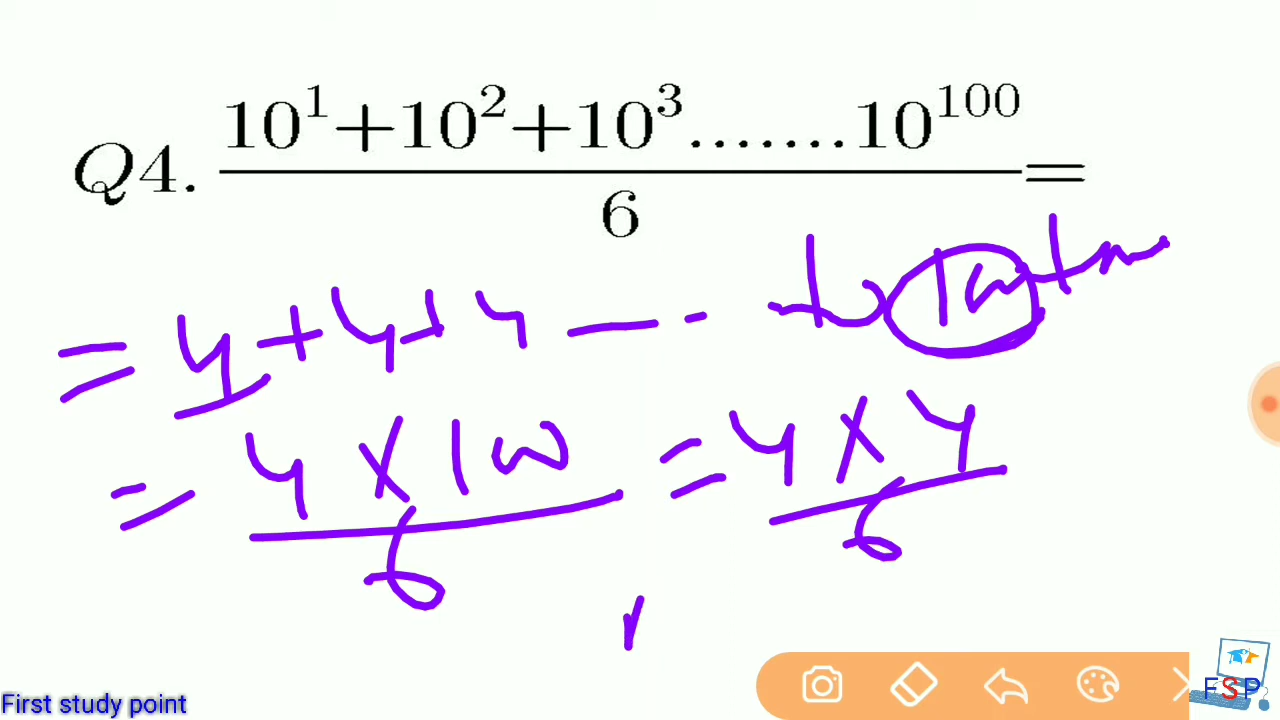 Q4. 10^1+10^2+10^3.......10^100 / 6 =
= 4+4+4 ---- to 100 term
= 4×100 / 6 = 4×4 / 6
First study point
FSP